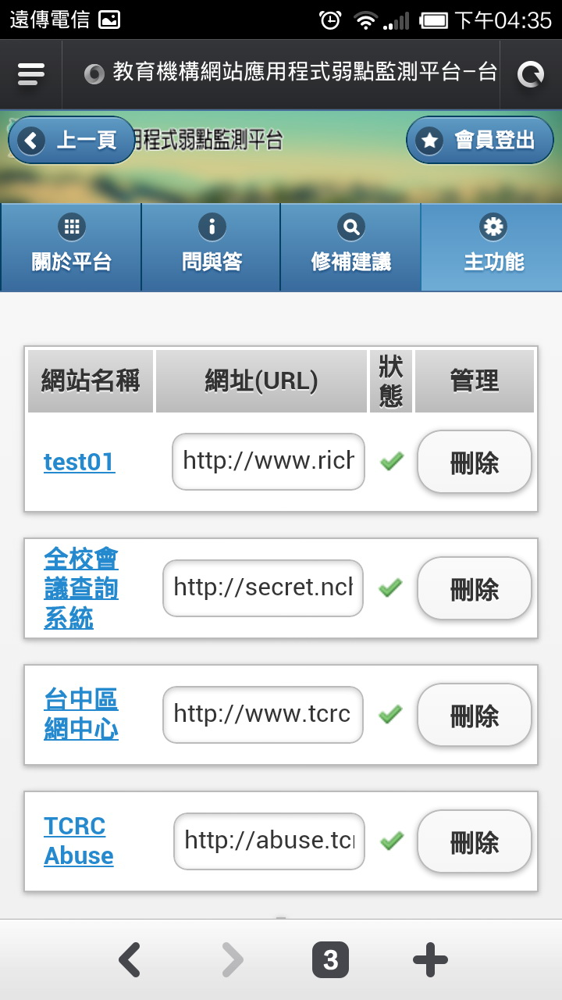 遠傳電信 下午04:35
教育機構網站應用程式弱點監測平台–台
上一頁 用程式弱點監測平台 會員登出
關於平台 問與答 修補建議 主功能
網站名稱 網址(URL) 狀態 管理
test01 http://www.rich 刪除
全校會
議查詢
系統
http://secret.nch 刪除
台中區
網中心
http://www.tcrc 刪除
TCRC
Abuse
http://abuse.tcr 刪除
3